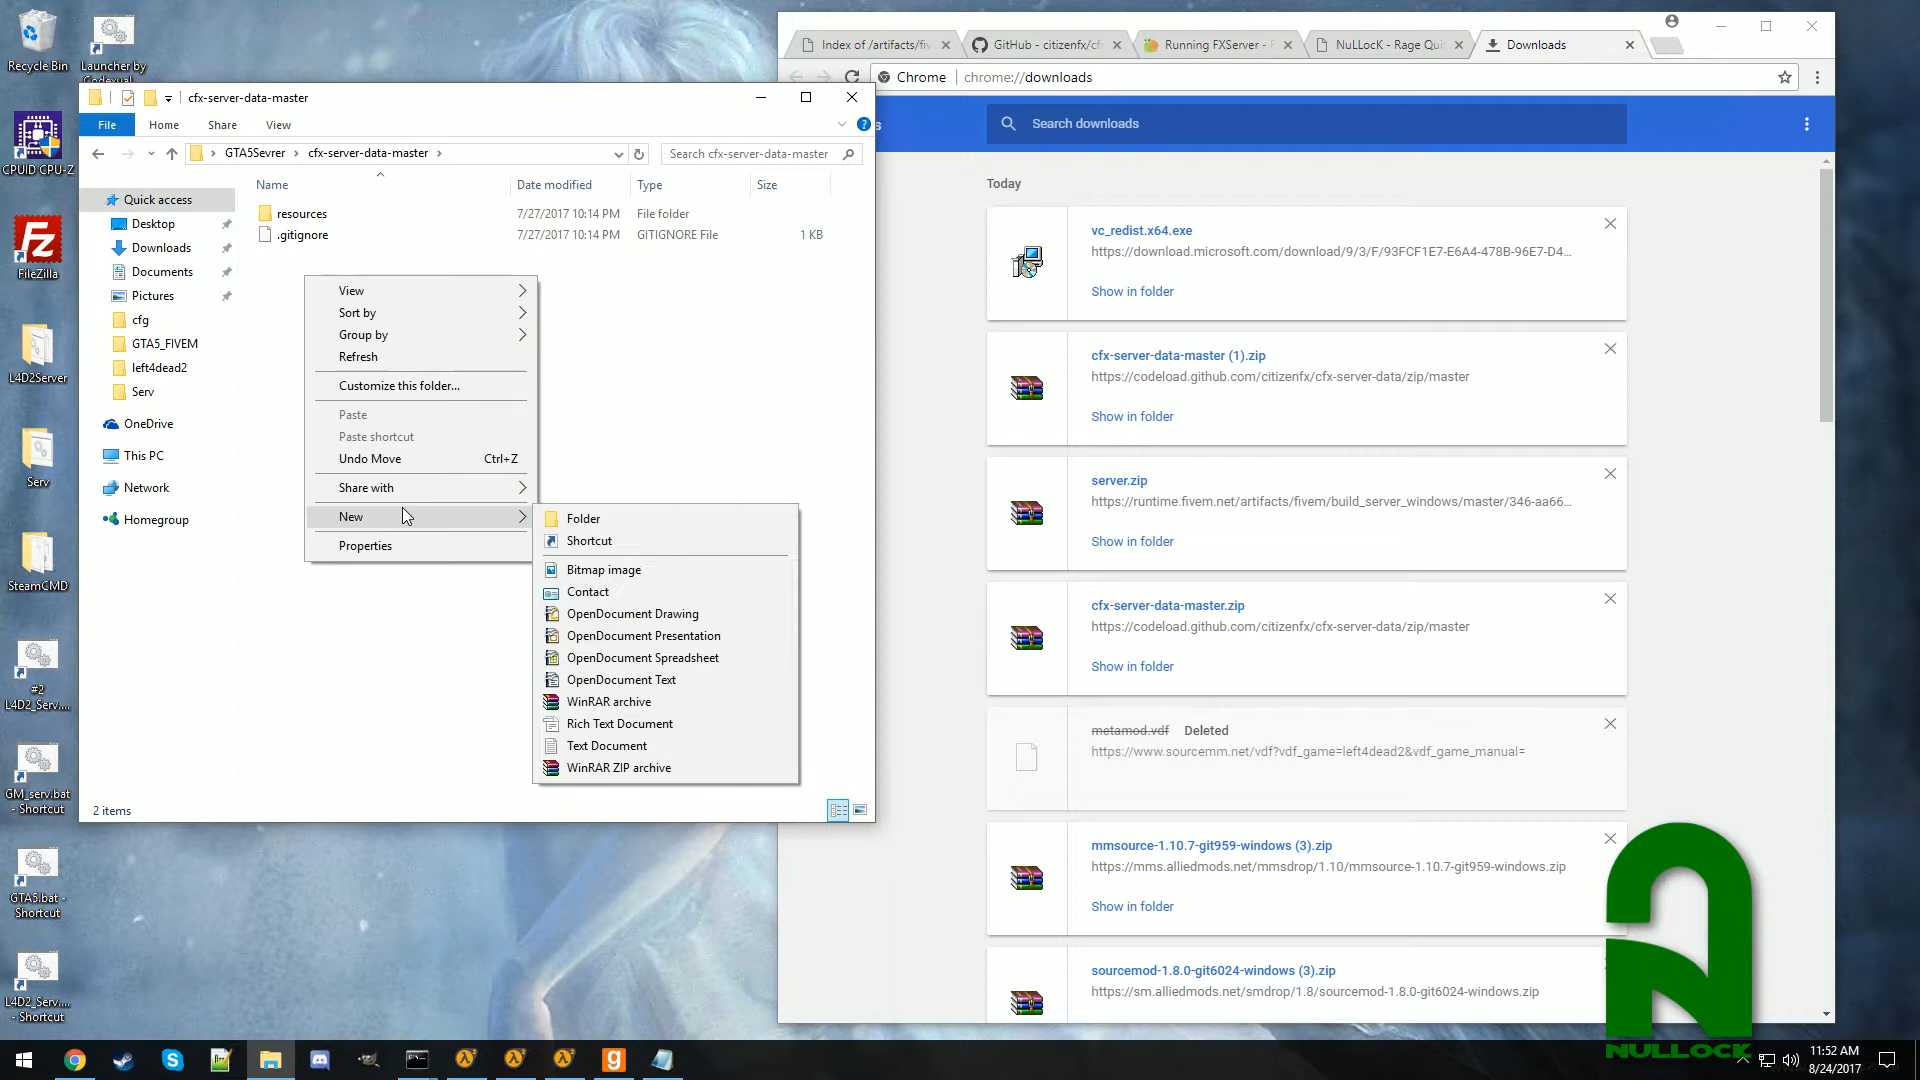 Recycle Bin
Launcher by
CPUID CPU-Z
FileZilla
L4D2Server
Serv
SteamCMD
#2
L4D2_Serv....
GM_serv.bat
- Shortcut
GTA5.bat -
Shortcut
L4D2_Serv....
- Shortcut
cfx-server-data-master
File
Home
Share
View
GTA5Sevrer
cfx-server-data-master
Search cfx-server-data-master
Name
Date modified
Type
Size
resources
7/27/2017 10:14 PM
File folder
.gitignore
7/27/2017 10:14 PM
GITIGNORE File
1 KB
Quick access
Desktop
Downloads
Documents
Pictures
cfg
GTA5_FIVEM
left4dead2
Serv
OneDrive
This PC
Network
Homegroup
2 items
View
Sort by
Group by
Refresh
Customize this folder...
Paste
Paste shortcut
Undo Move Ctrl+Z
Share with
New
Properties
Folder
Shortcut
Bitmap image
Contact
OpenDocument Drawing
OpenDocument Presentation
OpenDocument Spreadsheet
OpenDocument Text
WinRAR archive
Rich Text Document
Text Document
WinRAR ZIP archive
Index of /artifacts/fiv
GitHub - citizenfx/cf
Running FXServer -
NuLLocK - Rage Qui
Downloads
Chrome
chrome://downloads
s
Search downloads
Today
vc_redist.x64.exe
https://download.microsoft.com/download/9/3/F/93FCF1E7-E6A4-478B-96E7-D4...
Show in folder
cfx-server-data-master (1).zip
https://codeload.github.com/citizenfx/cfx-server-data/zip/master
Show in folder
server.zip
https://runtime.fivem.net/artifacts/fivem/build_server_windows/master/346-aa66...
Show in folder
cfx-server-data-master.zip
https://codeload.github.com/citizenfx/cfx-server-data/zip/master
Show in folder
metamod.vdf Deleted
https://www.sourcemm.net/vdf?vdf_game=left4dead2&vdf_game_manual=
mmsource-1.10.7-git959-windows (3).zip
https://mms.alliedmods.net/mmsdrop/1.10/mmsource-1.10.7-git959-windows.zip
Show in folder
sourcemod-1.8.0-git6024-windows (3).zip
https://sm.alliedmods.net/smdrop/1.8/sourcemod-1.8.0-git6024-windows.zip
NULLOCK
11:52 AM
8/24/2017